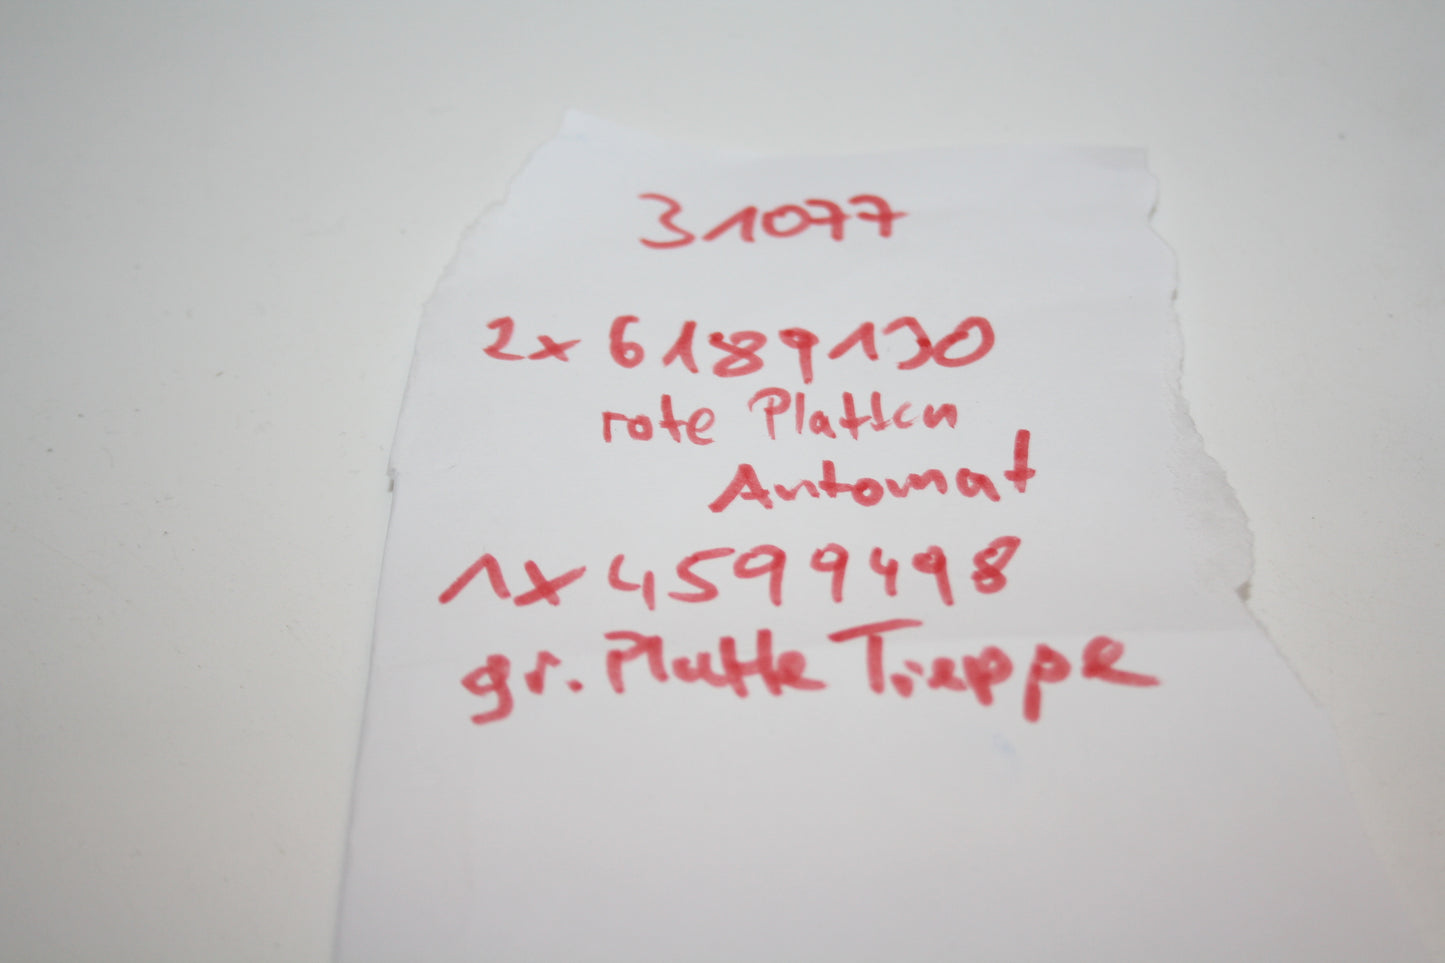 31077
2x 6189130
rote Platten
Automat
1x 4599498
gr. Platte Treppe